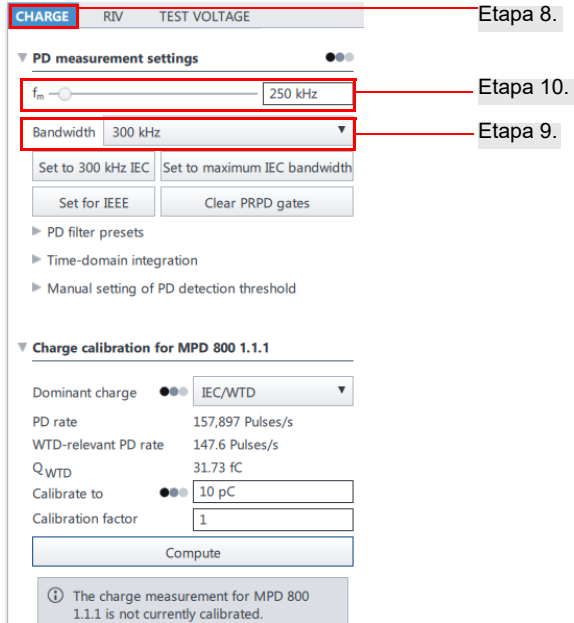 CHARGE RIV TEST VOLTAGE
Etapa 8.
PD measurement settings
fm 250 kHz
Etapa 10.
Bandwidth 300 kHz
Etapa 9.
Set to 300 kHz IEC Set to maximum IEC bandwidth
Set for IEEE Clear PRPD gates
PD filter presets
Time-domain integration
Manual setting of PD detection threshold
Charge calibration for MPD 800 1.1.1
Dominant charge IEC/WTD
PD rate 157,897 Pulses/s
WTD-relevant PD rate 147.6 Pulses/s
QWTD 31.73 fC
Calibrate to 10 pC
Calibration factor 1
Compute
The charge measurement for MPD 800
1.1.1 is not currently calibrated.